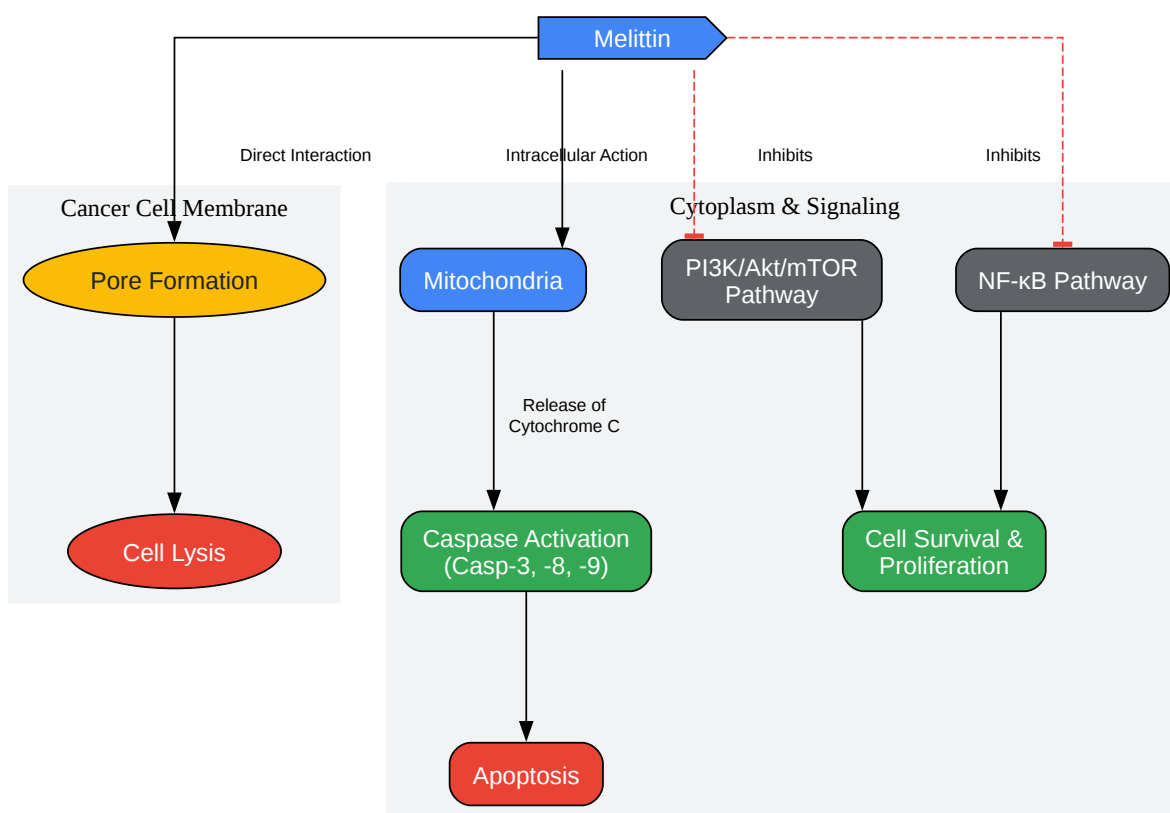 Melittin
Direct Interaction
Intracellular Action
Inhibits
Inhibits
Cancer Cell Membrane
Cytoplasm & Signaling
Pore Formation
Mitochondria
PI3K/Akt/mTOR
Pathway
NF-κB Pathway
Release of
Cytochrome C
Cell Lysis
Caspase Activation
(Casp-3, -8, -9)
Cell Survival &
Proliferation
Apoptosis